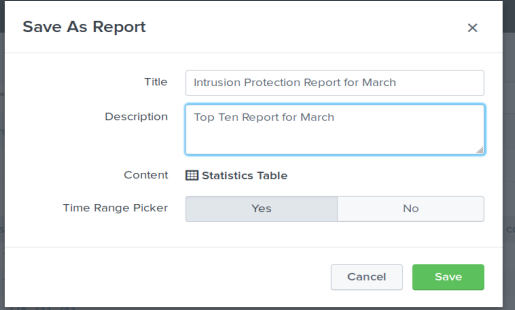 Save As Report
Title Intrusion Protection Report for March
Description Top Ten Report for March
Content Statistics Table
Time Range Picker Yes No
Cancel Save